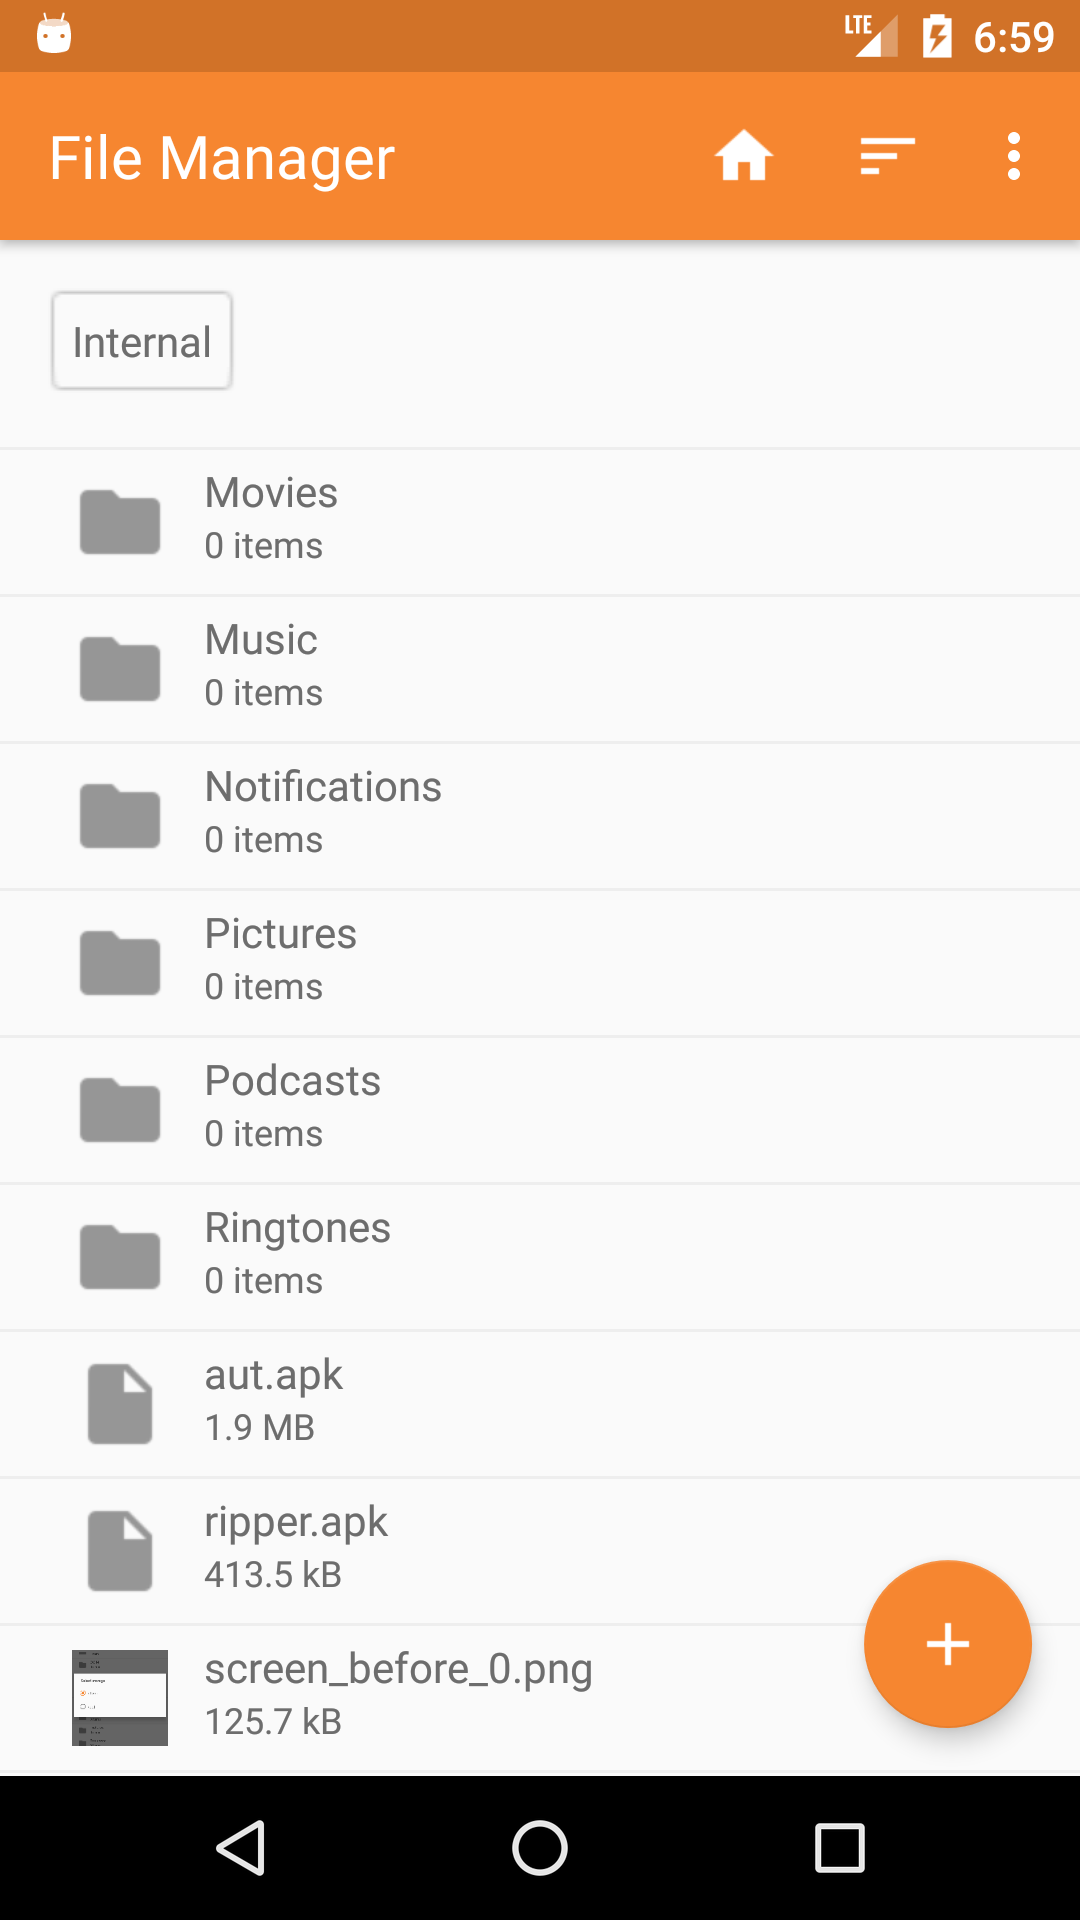 LTE 6:59
File Manager
Internal
Movies
0 items
Music
0 items
Notifications
0 items
Pictures
0 items
Podcasts
0 items
Ringtones
0 items
aut.apk
1.9 MB
ripper.apk
413.5 kB
screen_before_0.png
125.7 kB